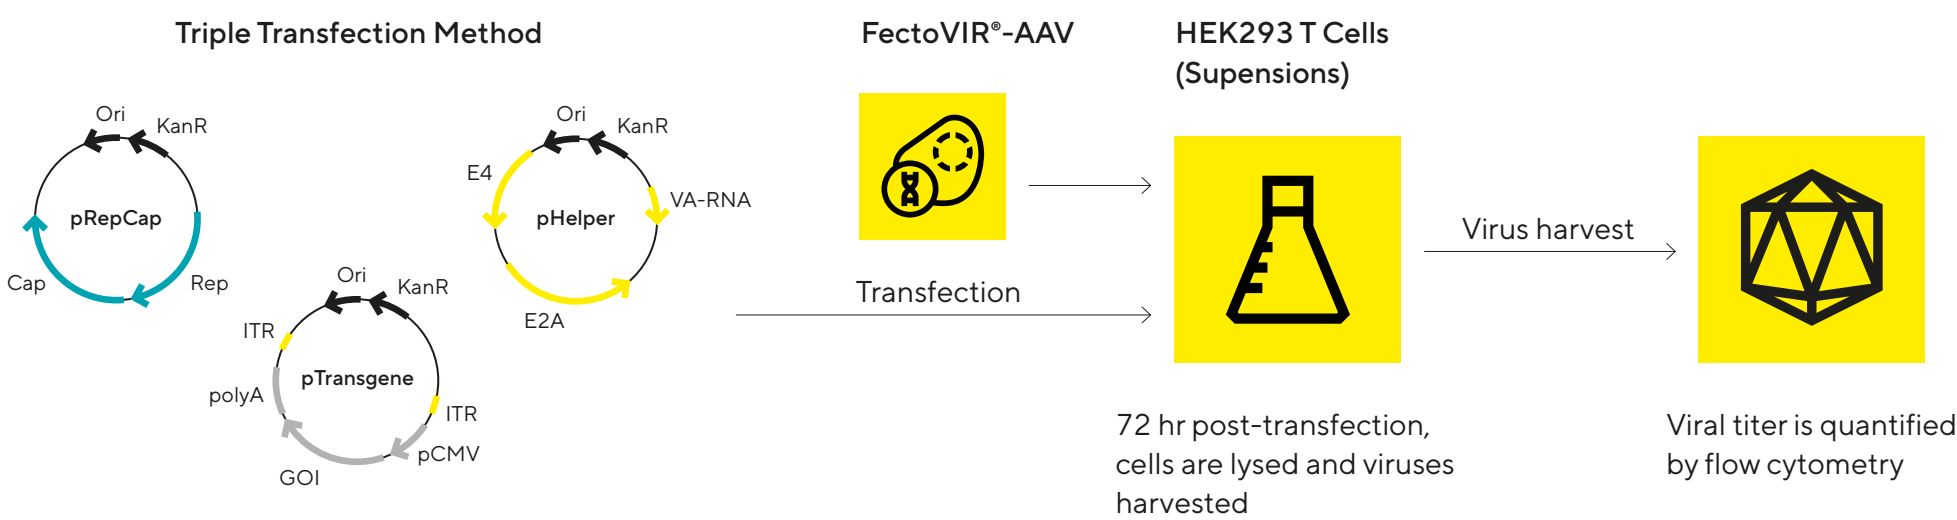 Triple Transfection Method
FectoVIR®-AAV
HEK293 T Cells
(Supensions)
Ori
KanR
pRepCap
Cap
Rep
Ori
KanR
E4
VA-RNA
pHelper
E2A
Ori
KanR
ITR
pTransgene
polyA
ITR
pCMV
GOI
Transfection
Virus harvest
72 hr post-transfection,
cells are lysed and viruses
harvested
Viral titer is quantified
by flow cytometry